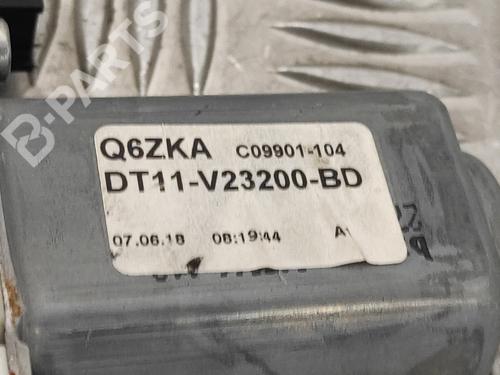 B-PARTS
Q6ZKA C09901-104
DT11-V23200-BD
07.06.18 08:19:44